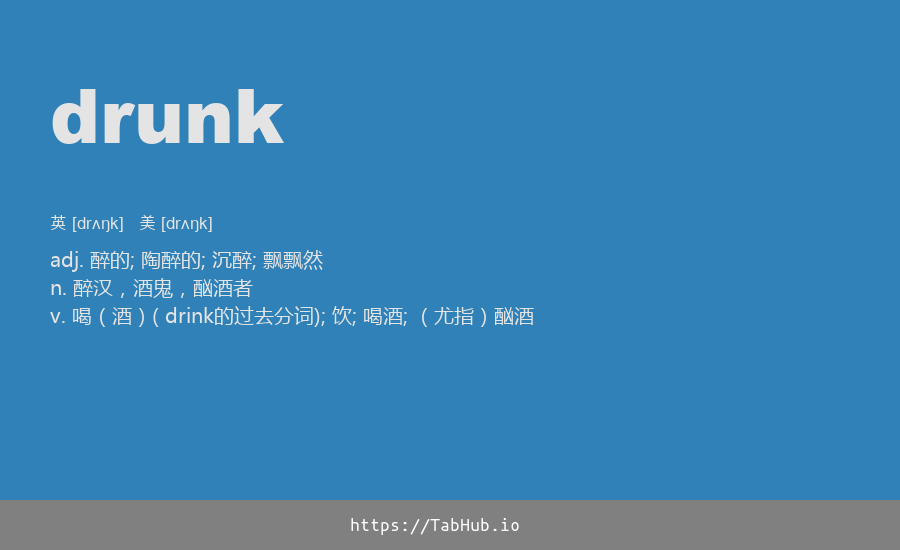 drunk
英 [drʌŋk] 美 [drʌŋk]
adj. 醉的; 陶醉的; 沉醉; 飘飘然
n. 醉汉，酒鬼，酗酒者
v. 喝（酒）( drink的过去分词); 饮; 喝酒; （尤指）酗酒
https://TabHub.io